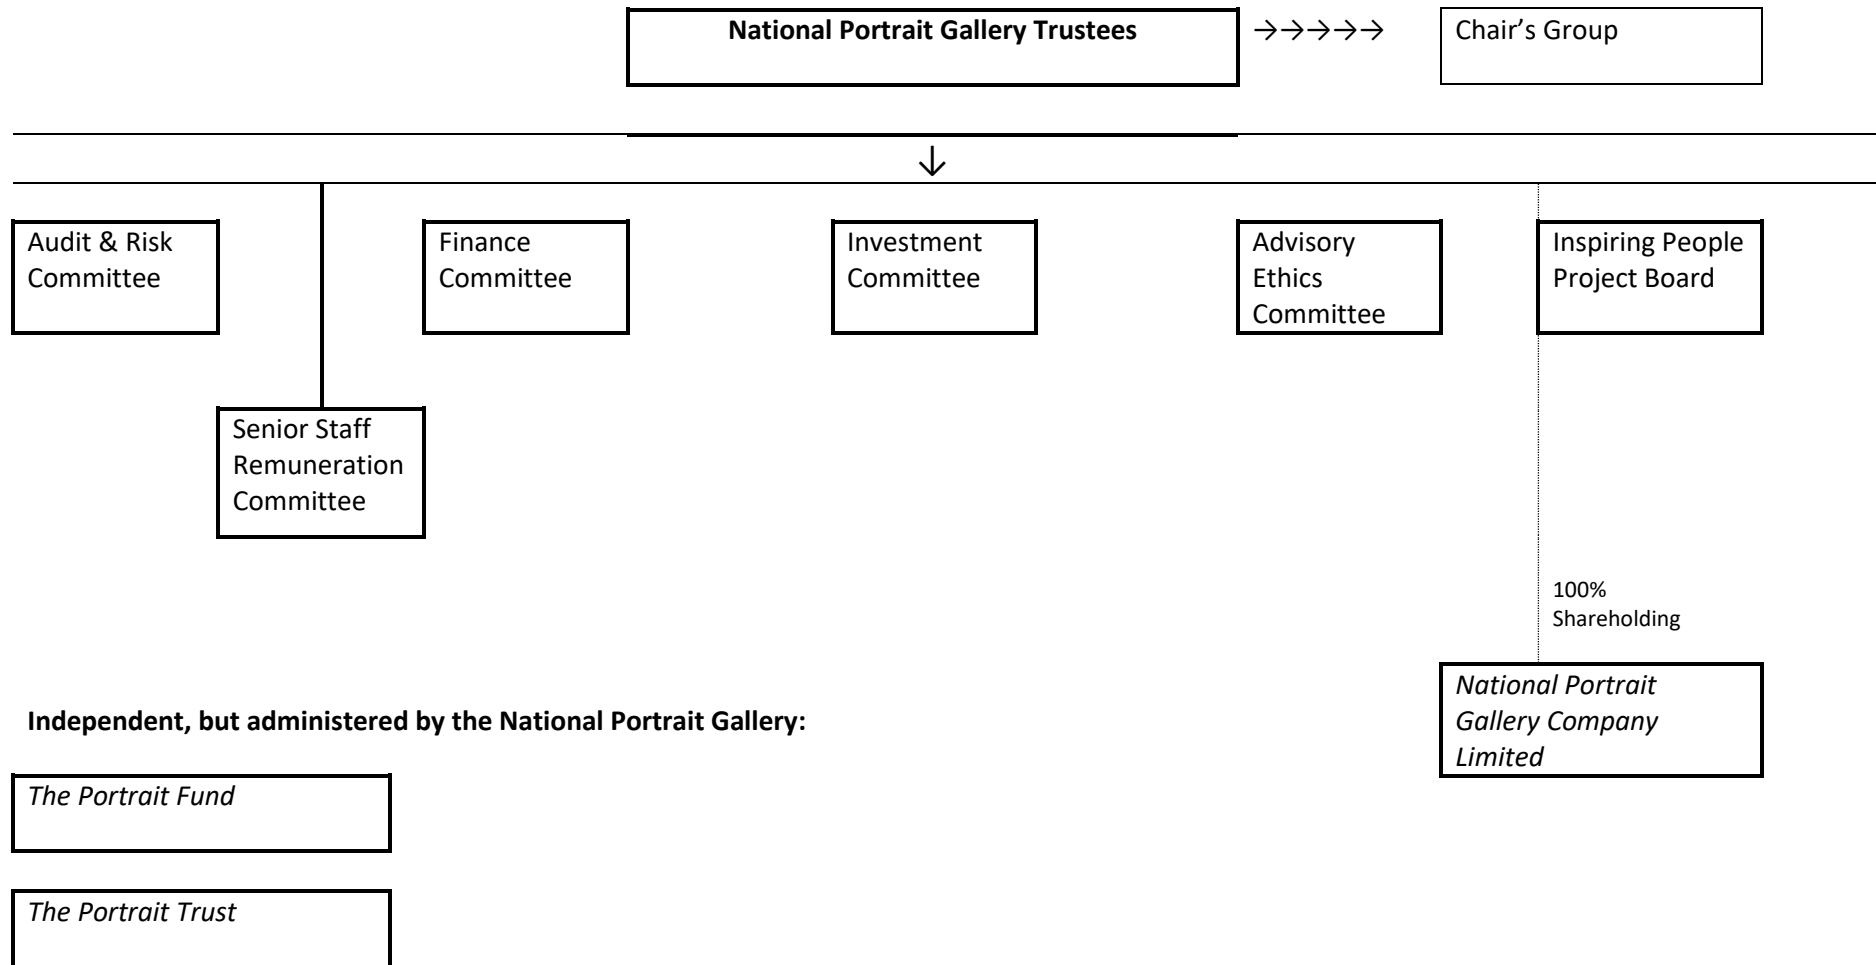 National Portrait Gallery Trustees
→→→→→
Chair’s Group
↓
Audit & Risk
Committee
Finance
Committee
Investment
Committee
Advisory
Ethics
Committee
Inspiring People
Project Board
Senior Staff
Remuneration
Committee
100%
Shareholding
National Portrait
Gallery Company
Limited
Independent, but administered by the National Portrait Gallery:
The Portrait Fund
The Portrait Trust